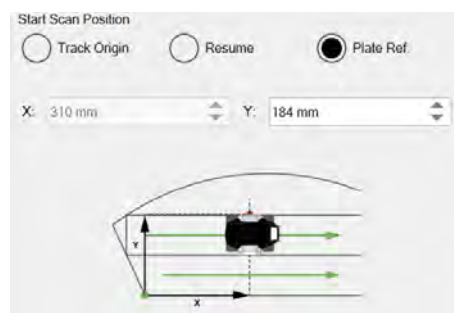 Start Scan Position
Track Origin Resume Plate Ref.
X: 310 mm Y: 184 mm
Y
X